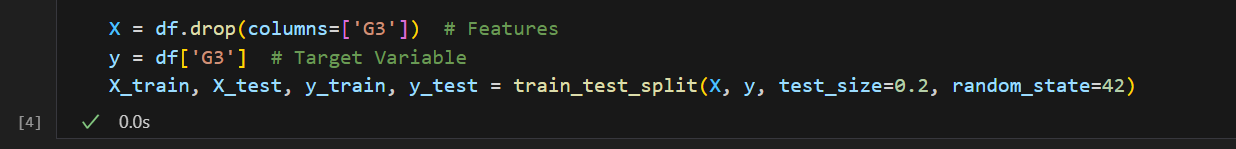 X = df.drop(columns=['G3'])  # Features
y = df['G3']  # Target Variable
X_train, X_test, y_train, y_test = train_test_split(X, y, test_size=0.2, random_state=42)
[4] ✓ 0.0s